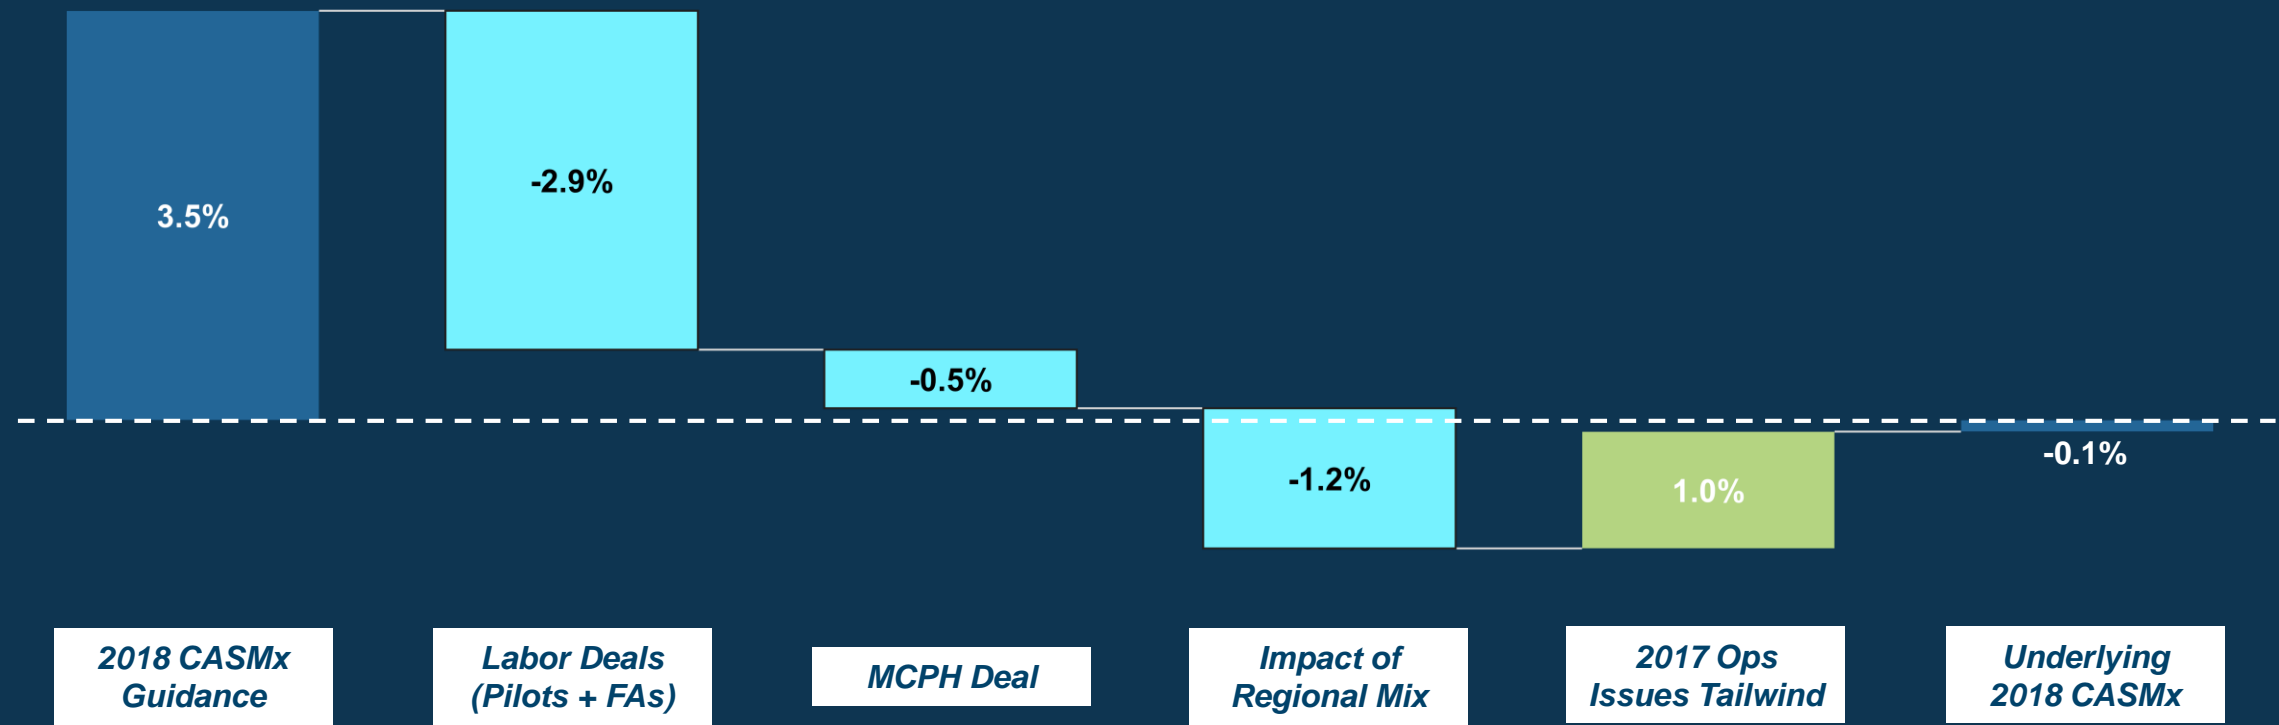 3.5%
-2.9%
-0.5%
-1.2%
1.0%
-0.1%
2018 CASMx
Guidance
Labor Deals
(Pilots + FAs)
MCPH Deal
Impact of
Regional Mix
2017 Ops
Issues Tailwind
Underlying
2018 CASMx